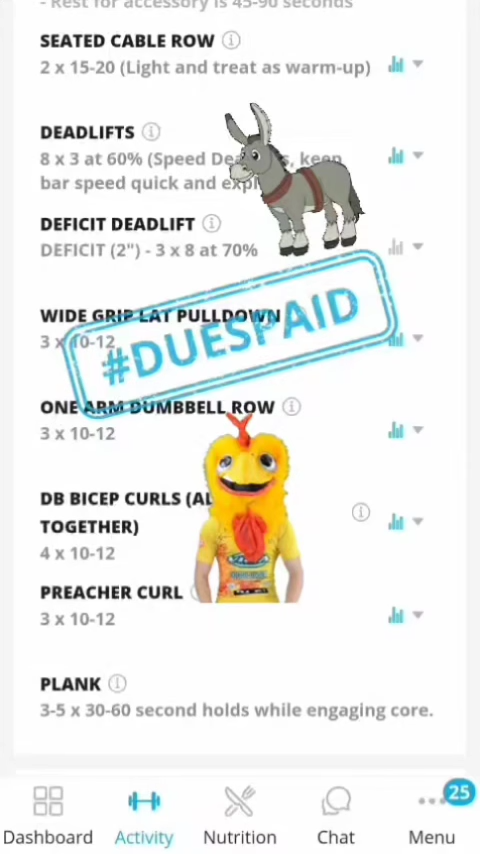 - Rest for accessory is 45-90 seconds
SEATED CABLE ROW
2 x 15-20 (Light and treat as warm-up)
DEADLIFTS
8 x 3 at 60% (Speed , keep
bar speed quick and
DEFICIT DEADLIFT
DEFICIT (2") - 3 x 8 at 70%
WIDE GRIP LAT PULLDOWN
3 x 10-12
#DUESPAID
ONE ARM DUMBBELL ROW
3 x 10-12
DB BICEP CURLS (AL
TOGETHER)
4 x 10-12
PREACHER CURL
3 x 10-12
PLANK
3-5 x 30-60 second holds while engaging core.
25
Dashboard Activity Nutrition Chat Menu